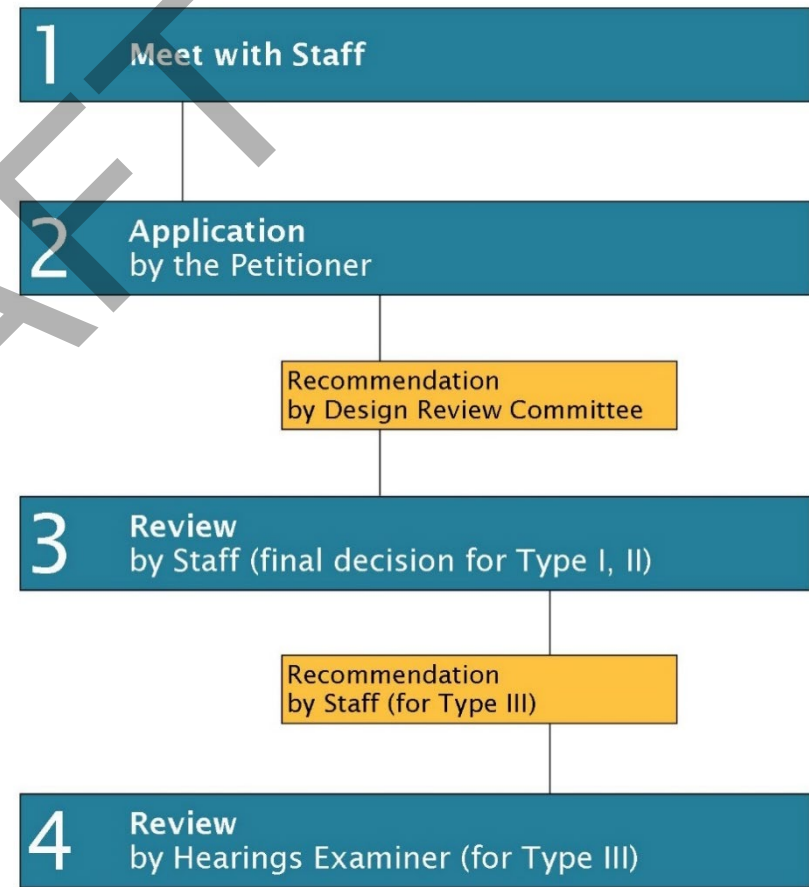 1
Meet with Staff
2
Application
by the Petitioner
Recommendation
by Design Review Committee
3
Review
by Staff (final decision for Type I, II)
Recommendation
by Staff (for Type III)
4
Review
by Hearings Examiner (for Type III)